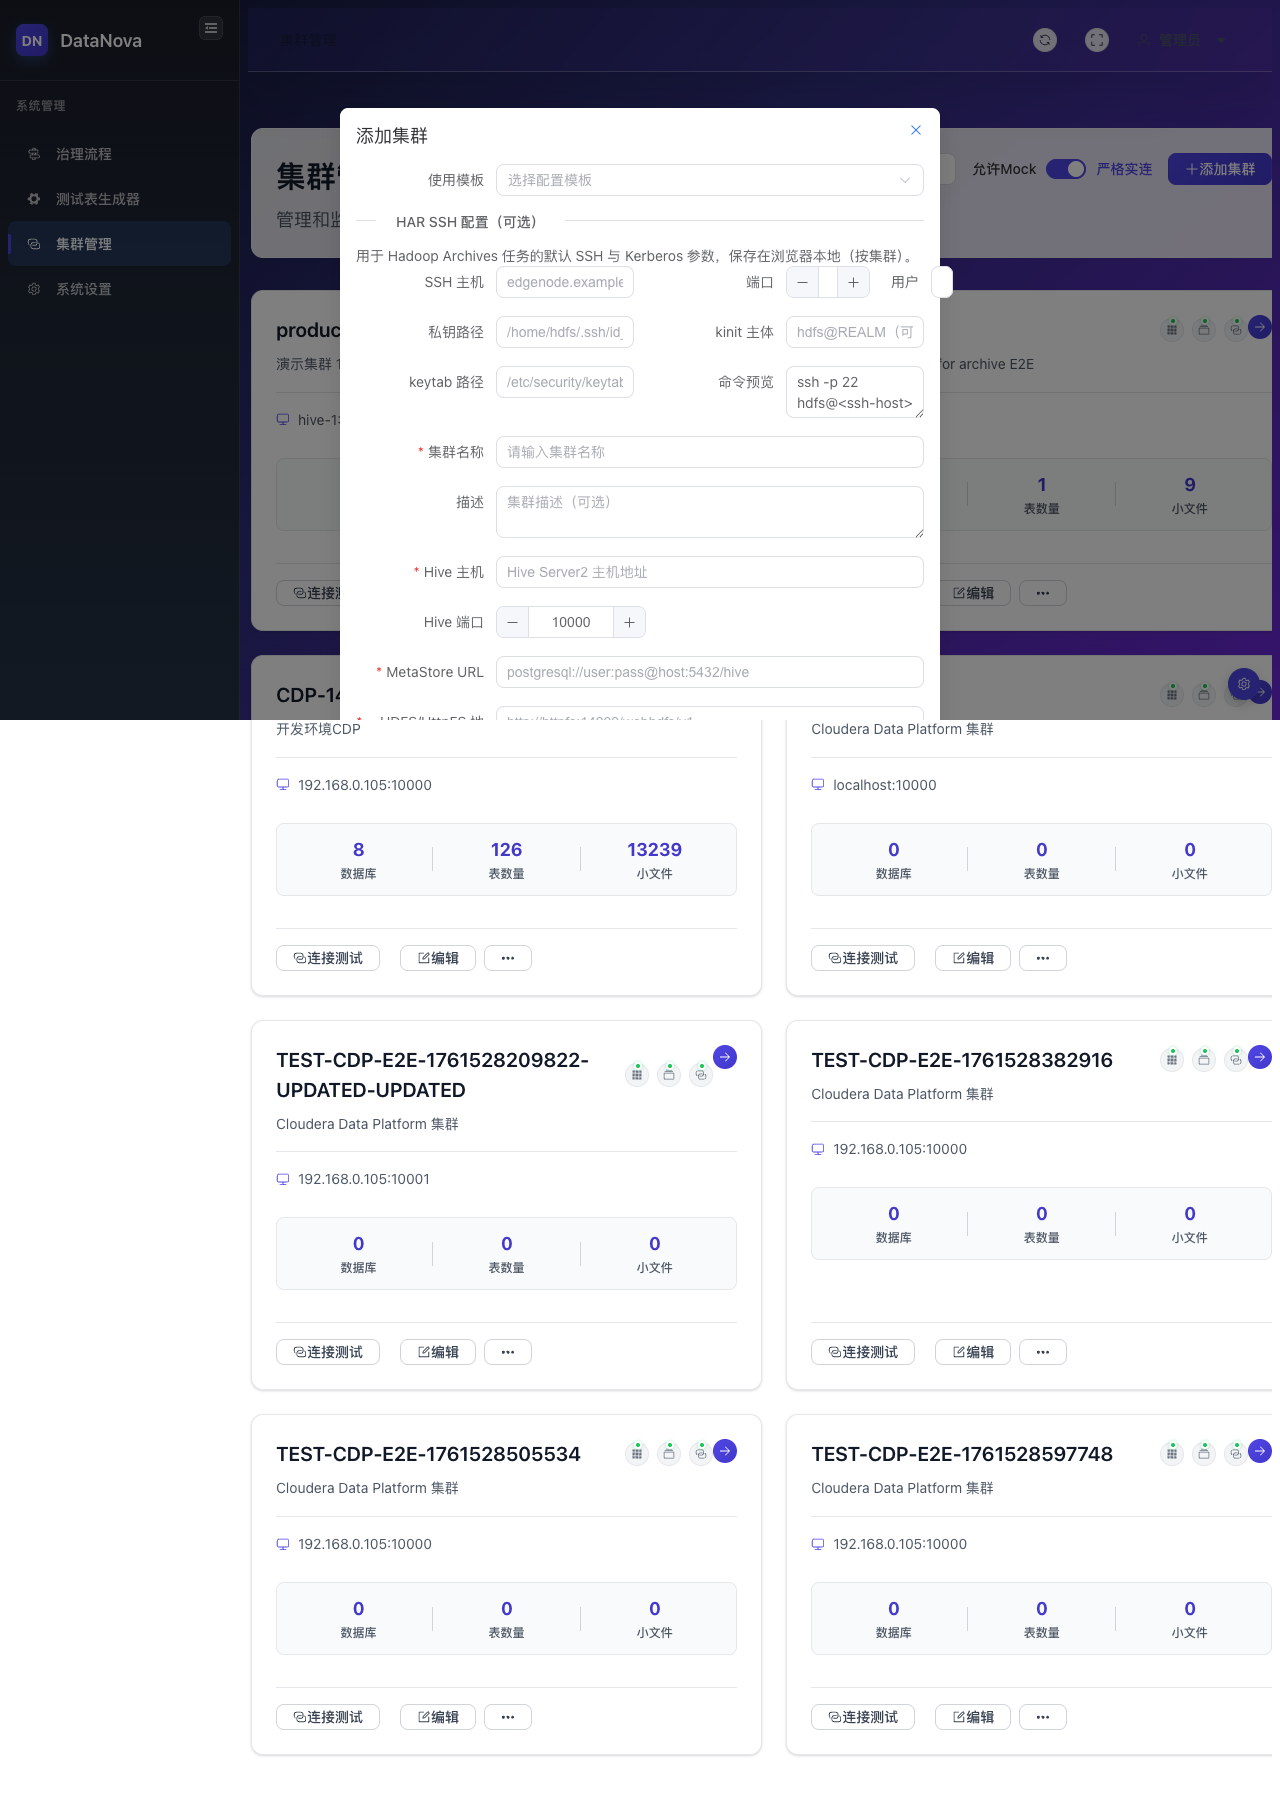 DN DataNova
集群管理
管理员
系统管理
治理流程
测试表生成器
集群管理
系统设置
集群
管理和监
允许Mock 严格实连 添加集群
produc
演示集群 1
for archive E2E
hive-1
1 9
表数量 小文件
连接测
编辑
添加集群
使用模板 选择配置模板
HAR SSH 配置（可选）
用于 Hadoop Archives 任务的默认 SSH 与 Kerberos 参数，保存在浏览器本地（按集群）。
SSH 主机 edgenode.example 端口 用户
私钥路径 /home/hdfs/.ssh/id_ kinit 主体 hdfs@REALM（可
keytab 路径 /etc/security/keytab 命令预览 ssh -p 22
hdfs@<ssh-host>
* 集群名称 请输入集群名称
描述 集群描述（可选）
* Hive 主机 Hive Server2 主机地址
Hive 端口 10000
* MetaStore URL postgresql://user:pass@host:5432/hive
* HDFS/HttpFS 地 http://httpfs:14000/webhdfs/v1
CDP-14
开发环境CDP
192.168.0.105:10000
8 126 13239
数据库 表数量 小文件
连接测试 编辑
Cloudera Data Platform 集群
localhost:10000
0 0 0
数据库 表数量 小文件
连接测试 编辑
TEST-CDP-E2E-1761528209822-
UPDATED-UPDATED
Cloudera Data Platform 集群
192.168.0.105:10001
0 0 0
数据库 表数量 小文件
连接测试 编辑
TEST-CDP-E2E-1761528382916
Cloudera Data Platform 集群
192.168.0.105:10000
0 0 0
数据库 表数量 小文件
连接测试 编辑
TEST-CDP-E2E-1761528505534
Cloudera Data Platform 集群
192.168.0.105:10000
0 0 0
数据库 表数量 小文件
连接测试 编辑
TEST-CDP-E2E-1761528597748
Cloudera Data Platform 集群
192.168.0.105:10000
0 0 0
数据库 表数量 小文件
连接测试 编辑